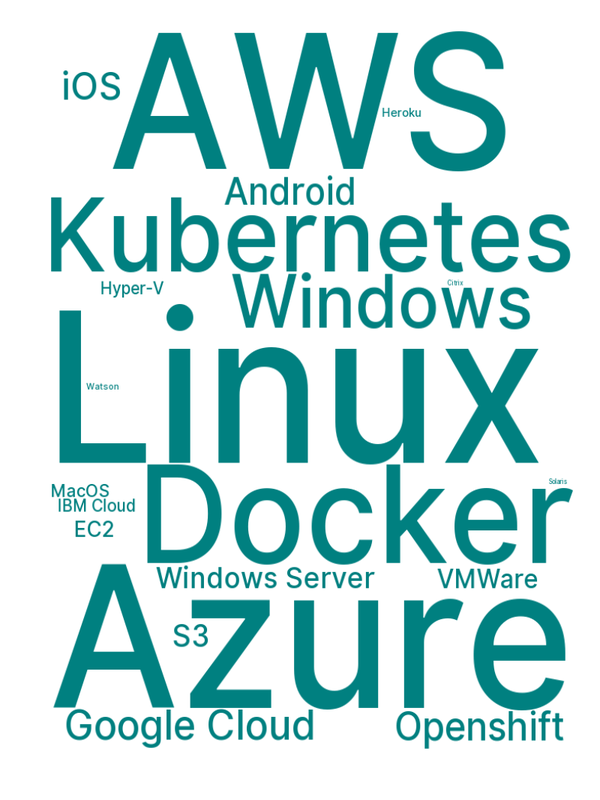 AWS
iOS
Heroku
Android
Kubernetes
Hyper-V
Windows
Citrix
Linux
Watson
Docker
Solaris
MacOS
IBM Cloud
EC2
Windows Server
VMWare
Azure
S3
Google Cloud
Openshift